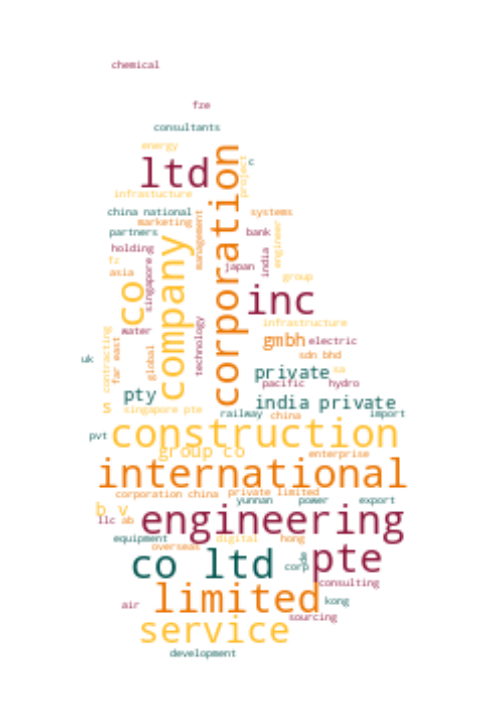 chemical
fze
consultants
energy
c
ltd
corporation
project
infrastucture
china national
systems
marketing
management
engineer
partners
bank
company
holding
india
fz
singapore
japan
asia
co
group
inc
infrastructure
water
technology
contracting
gmbh electric
far east
global
sdn bhd
uk
private
sa
pacific
hydro
pty
india private
s
singapore pte
railway
china
import
construction
pvt
group co
enterprise
international
corporation china
private limited
yunnan
power
export
b v
engineering
llc
ab
equipment
digital
hong
overseas
co ltd
de
pte
corp
consulting
limited
air
kong
sourcing
service
development